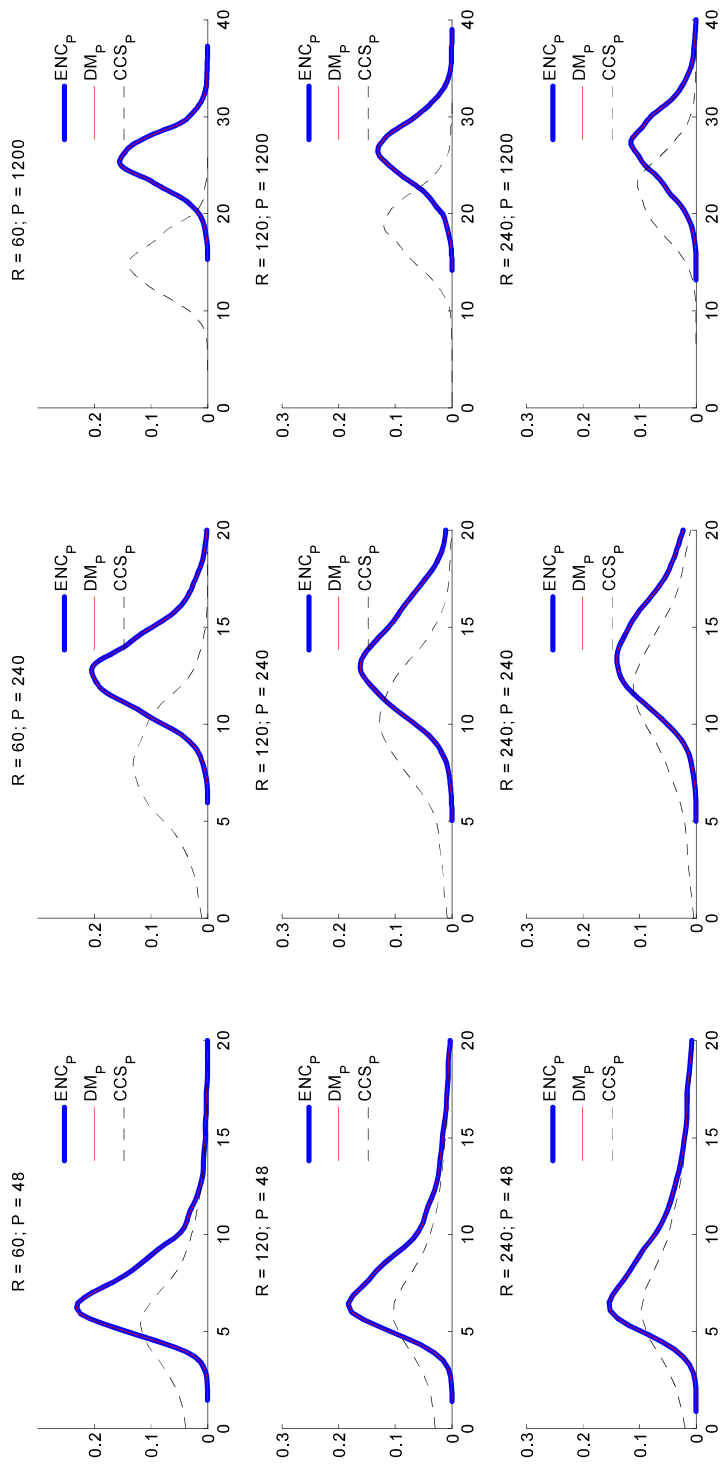 R = 60; P = 48
ENC_P
DM_P
CCS_P
0.2
0.1
0
0 5 10 15 20
R = 60; P = 240
ENC_P
DM_P
CCS_P
0.2
0.1
0
0 5 10 15 20
R = 60; P = 1200
ENC_P
DM_P
CCS_P
0.2
0.1
0
0 10 20 30 40
R = 120; P = 48
ENC_P
DM_P
CCS_P
0.3
0.2
0.1
0
0 5 10 15 20
R = 120; P = 240
ENC_P
DM_P
CCS_P
0.3
0.2
0.1
0
0 5 10 15 20
R = 120; P = 1200
ENC_P
DM_P
CCS_P
0.3
0.2
0.1
0
0 10 20 30 40
R = 240; P = 48
ENC_P
DM_P
CCS_P
0.3
0.2
0.1
0
0 5 10 15 20
R = 240; P = 240
ENC_P
DM_P
CCS_P
0.3
0.2
0.1
0
0 5 10 15 20
R = 240; P = 1200
ENC_P
DM_P
CCS_P
0.3
0.2
0.1
0
0 10 20 30 40